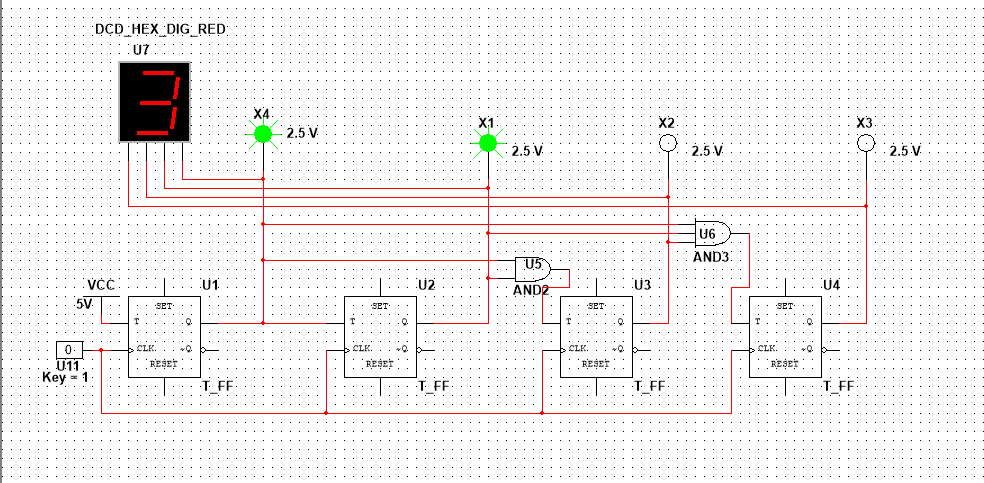 DCD_HEX_DIG_RED
U7
3
X4
2.5 V
X1
2.5 V
X2
2.5 V
X3
2.5 V
U6
AND3
U5
AND2
VCC
5V
U1
SET
T Q
CLK ~Q
RESET
T_FF
U2
SET
T Q
CLK ~Q
RESET
T_FF
U3
SET
T Q
CLK ~Q
RESET
T_FF
U4
SET
T Q
CLK ~Q
RESET
T_FF
0
U11
Key = 1